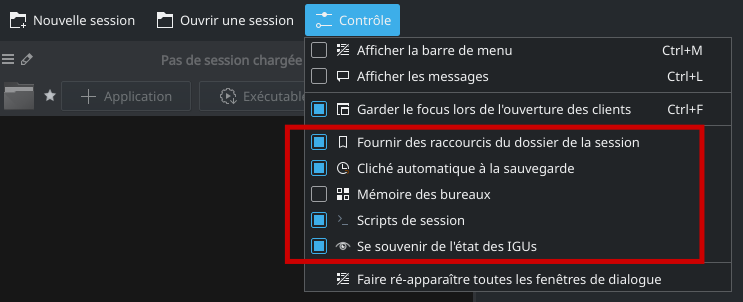 Nouvelle session Ouvrir une session Contrôle
Afficher la barre de menu Ctrl+M
Pas de session chargée
Afficher les messages Ctrl+L
Application Exécutable
Garder le focus lors de l'ouverture des clients Ctrl+F
Fournir des raccourcis du dossier de la session
Cliché automatique à la sauvegarde
Mémoire des bureaux
Scripts de session
Se souvenir de l'état des IGUs
Faire ré-apparaître toutes les fenêtres de dialogue